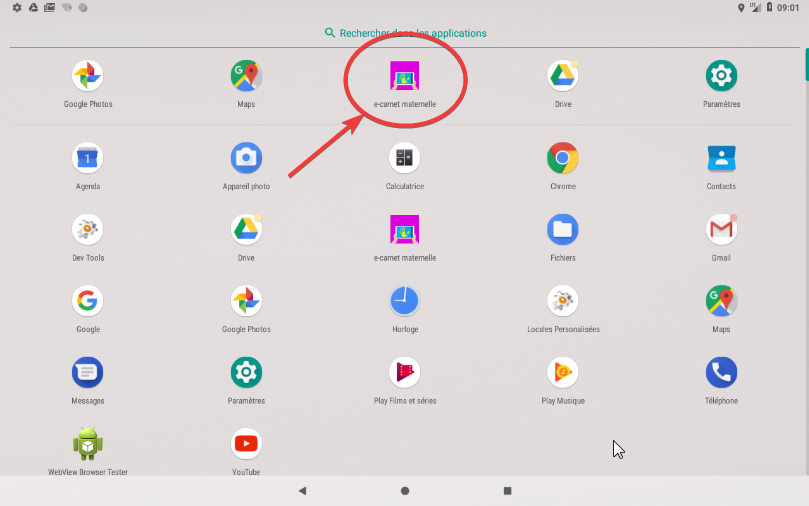 LTE 09:01
Rechercher dans les applications
Google Photos
Maps
e-carnet maternelle
Drive
Paramètres
1
Agenda
Appareil photo
Calculatrice
Chrome
Contacts
Dev Tools
Drive
e-carnet maternelle
Fichiers
Gmail
Google
Google Photos
Horloge
Locales Personalisées
Maps
Messages
Paramètres
Play Films et séries
Play Musique
Téléphone
WebView Browser Tester
YouTube